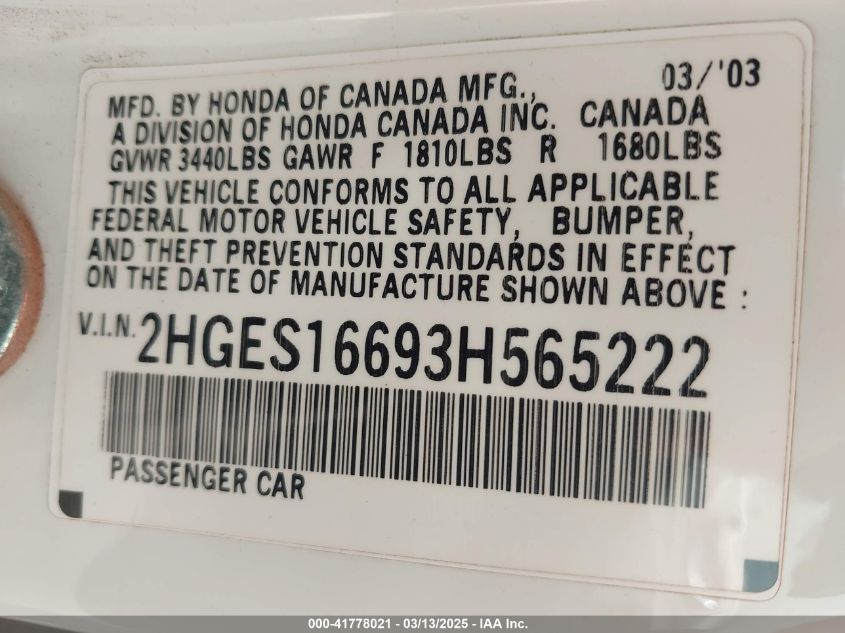 03/'03
MFD. BY HONDA OF CANADA MFG.,
A DIVISION OF HONDA CANADA INC. CANADA
GVWR 3440LBS GAWR F 1810LBS R 1680LBS
THIS VEHICLE CONFORMS TO ALL APPLICABLE
FEDERAL MOTOR VEHICLE SAFETY, BUMPER,
AND THEFT PREVENTION STANDARDS IN EFFECT
ON THE DATE OF MANUFACTURE SHOWN ABOVE :
V.I.N. 2HGES16693H565222
PASSENGER CAR
000-41778021 - 03/13/2025 - IAA Inc.